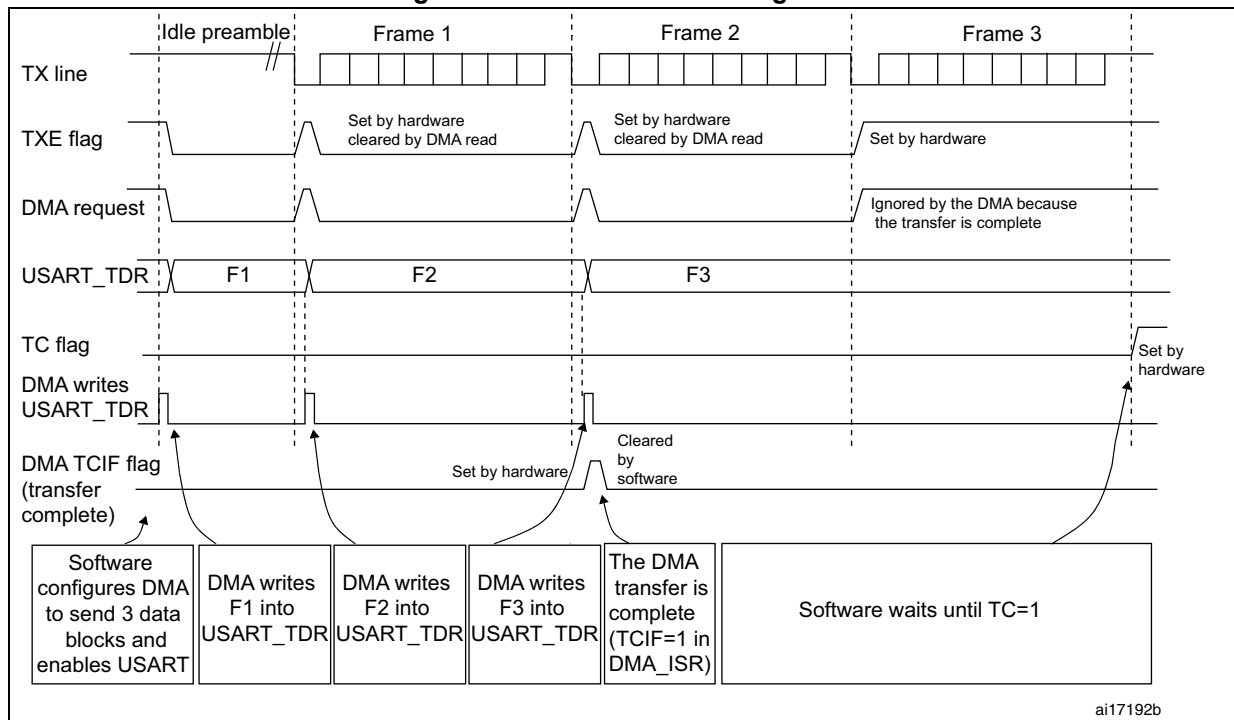 Idle preamble
Frame 1
Frame 2
Frame 3
TX line
TXE flag
Set by hardware
cleared by DMA read
Set by hardware
cleared by DMA read
Set by hardware
DMA request
Ignored by the DMA because
the transfer is complete
USART_TDR
F1
F2
F3
TC flag
Set by
hardware
DMA writes
USART_TDR
DMA TCIF flag
(transfer
complete)
Set by hardware
Cleared
by
software
Software
configures DMA
to send 3 data
blocks and
enables USART
DMA writes
F1 into
USART_TDR
DMA writes
F2 into
USART_TDR
DMA writes
F3 into
USART_TDR
The DMA
transfer is
complete
(TCIF=1 in
DMA_ISR)
Software waits until TC=1
ai17192b